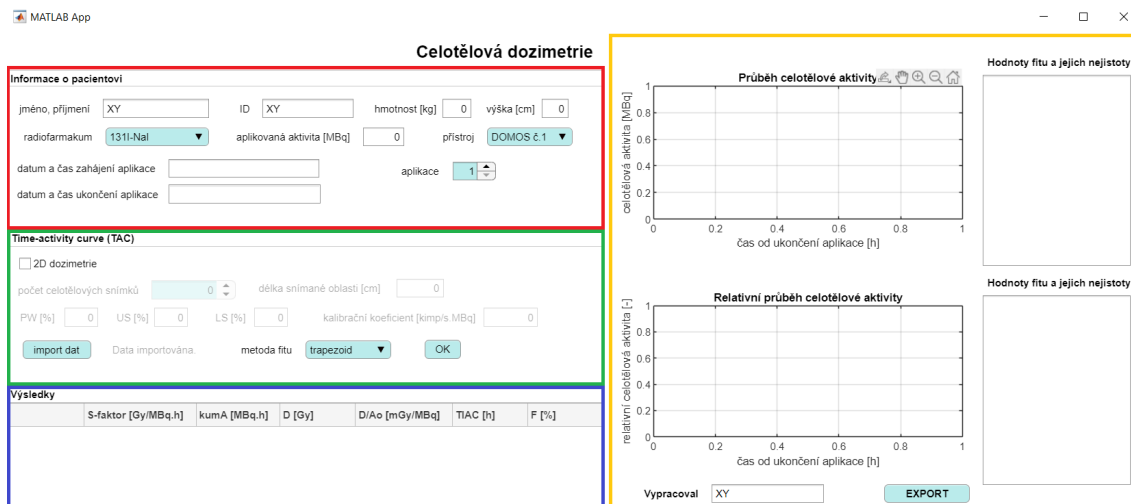 MATLAB App
Celotělová dozimetrie
Informace o pacientovi
jméno, příjmení XY ID XY hmotnost [kg] 0 výška [cm] 0
radiofarmakum 131I-NaI aplikovaná aktivita [MBq] 0 přístroj DOMOS č.1
datum a čas zahájení aplikace aplikace 1
datum a čas ukončení aplikace
Time-activity curve (TAC)
2D dozimetrie
počet celotělových snímků 0 délka snímané oblasti [cm] 0
PW [%] 0 US [%] 0 LS [%] 0 kalibrační koeficient [kimp/s.MBq] 0
import dat Data importována metoda fitu trapezoid OK
Výsledky
S-faktor [Gy/MBq.h] kumA [MBq.h] D [Gy] D/Ao [mGy/MBq] TIAC [h] F [%]
Průběh celotělové aktivity
celotělová aktivita [MBq]
1
0.8
0.6
0.4
0.2
0
0 0.2 0.4 0.6 0.8 1
čas od ukončení aplikace [h]
Hodnoty fitu a jejich nejistoty
Relativní průběh celotělové aktivity
relativní celotělová aktivita [-]
1
0.8
0.6
0.4
0.2
0
0 0.2 0.4 0.6 0.8 1
čas od ukončení aplikace [h]
Hodnoty fitu a jejich nejistoty
Vypracoval XY EXPORT